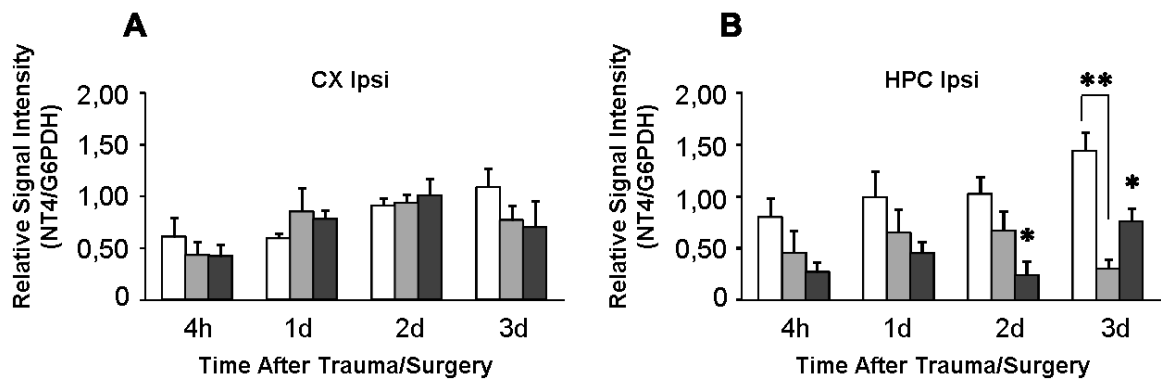 A
CX Ipsi
Relative Signal Intensity
(NT4/G6PDH)
2,00
1,50
1,00
0,50
0
4h 1d 2d 3d
Time After Trauma/Surgery
B
HPC Ipsi
Relative Signal Intensity
(NT4/G6PDH)
2,00
1,50
1,00
0,50
0
**
*
*
4h 1d 2d 3d
Time After Trauma/Surgery